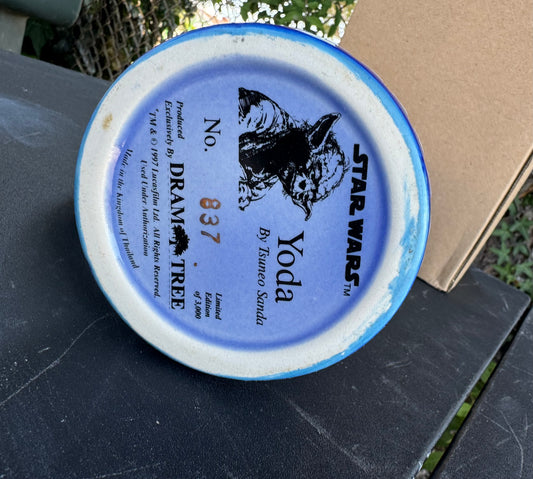 STAR WARS™
Yoda
By Tsuneo Sanda
No. 837
Limited
Edition
of 3,000
Produced
Exclusively By DRAM TREE
"TM & © 1997 Lucasfilm Ltd. All Rights Reserved.
Used Under Authorization
Made in the Kingdom of Thailand